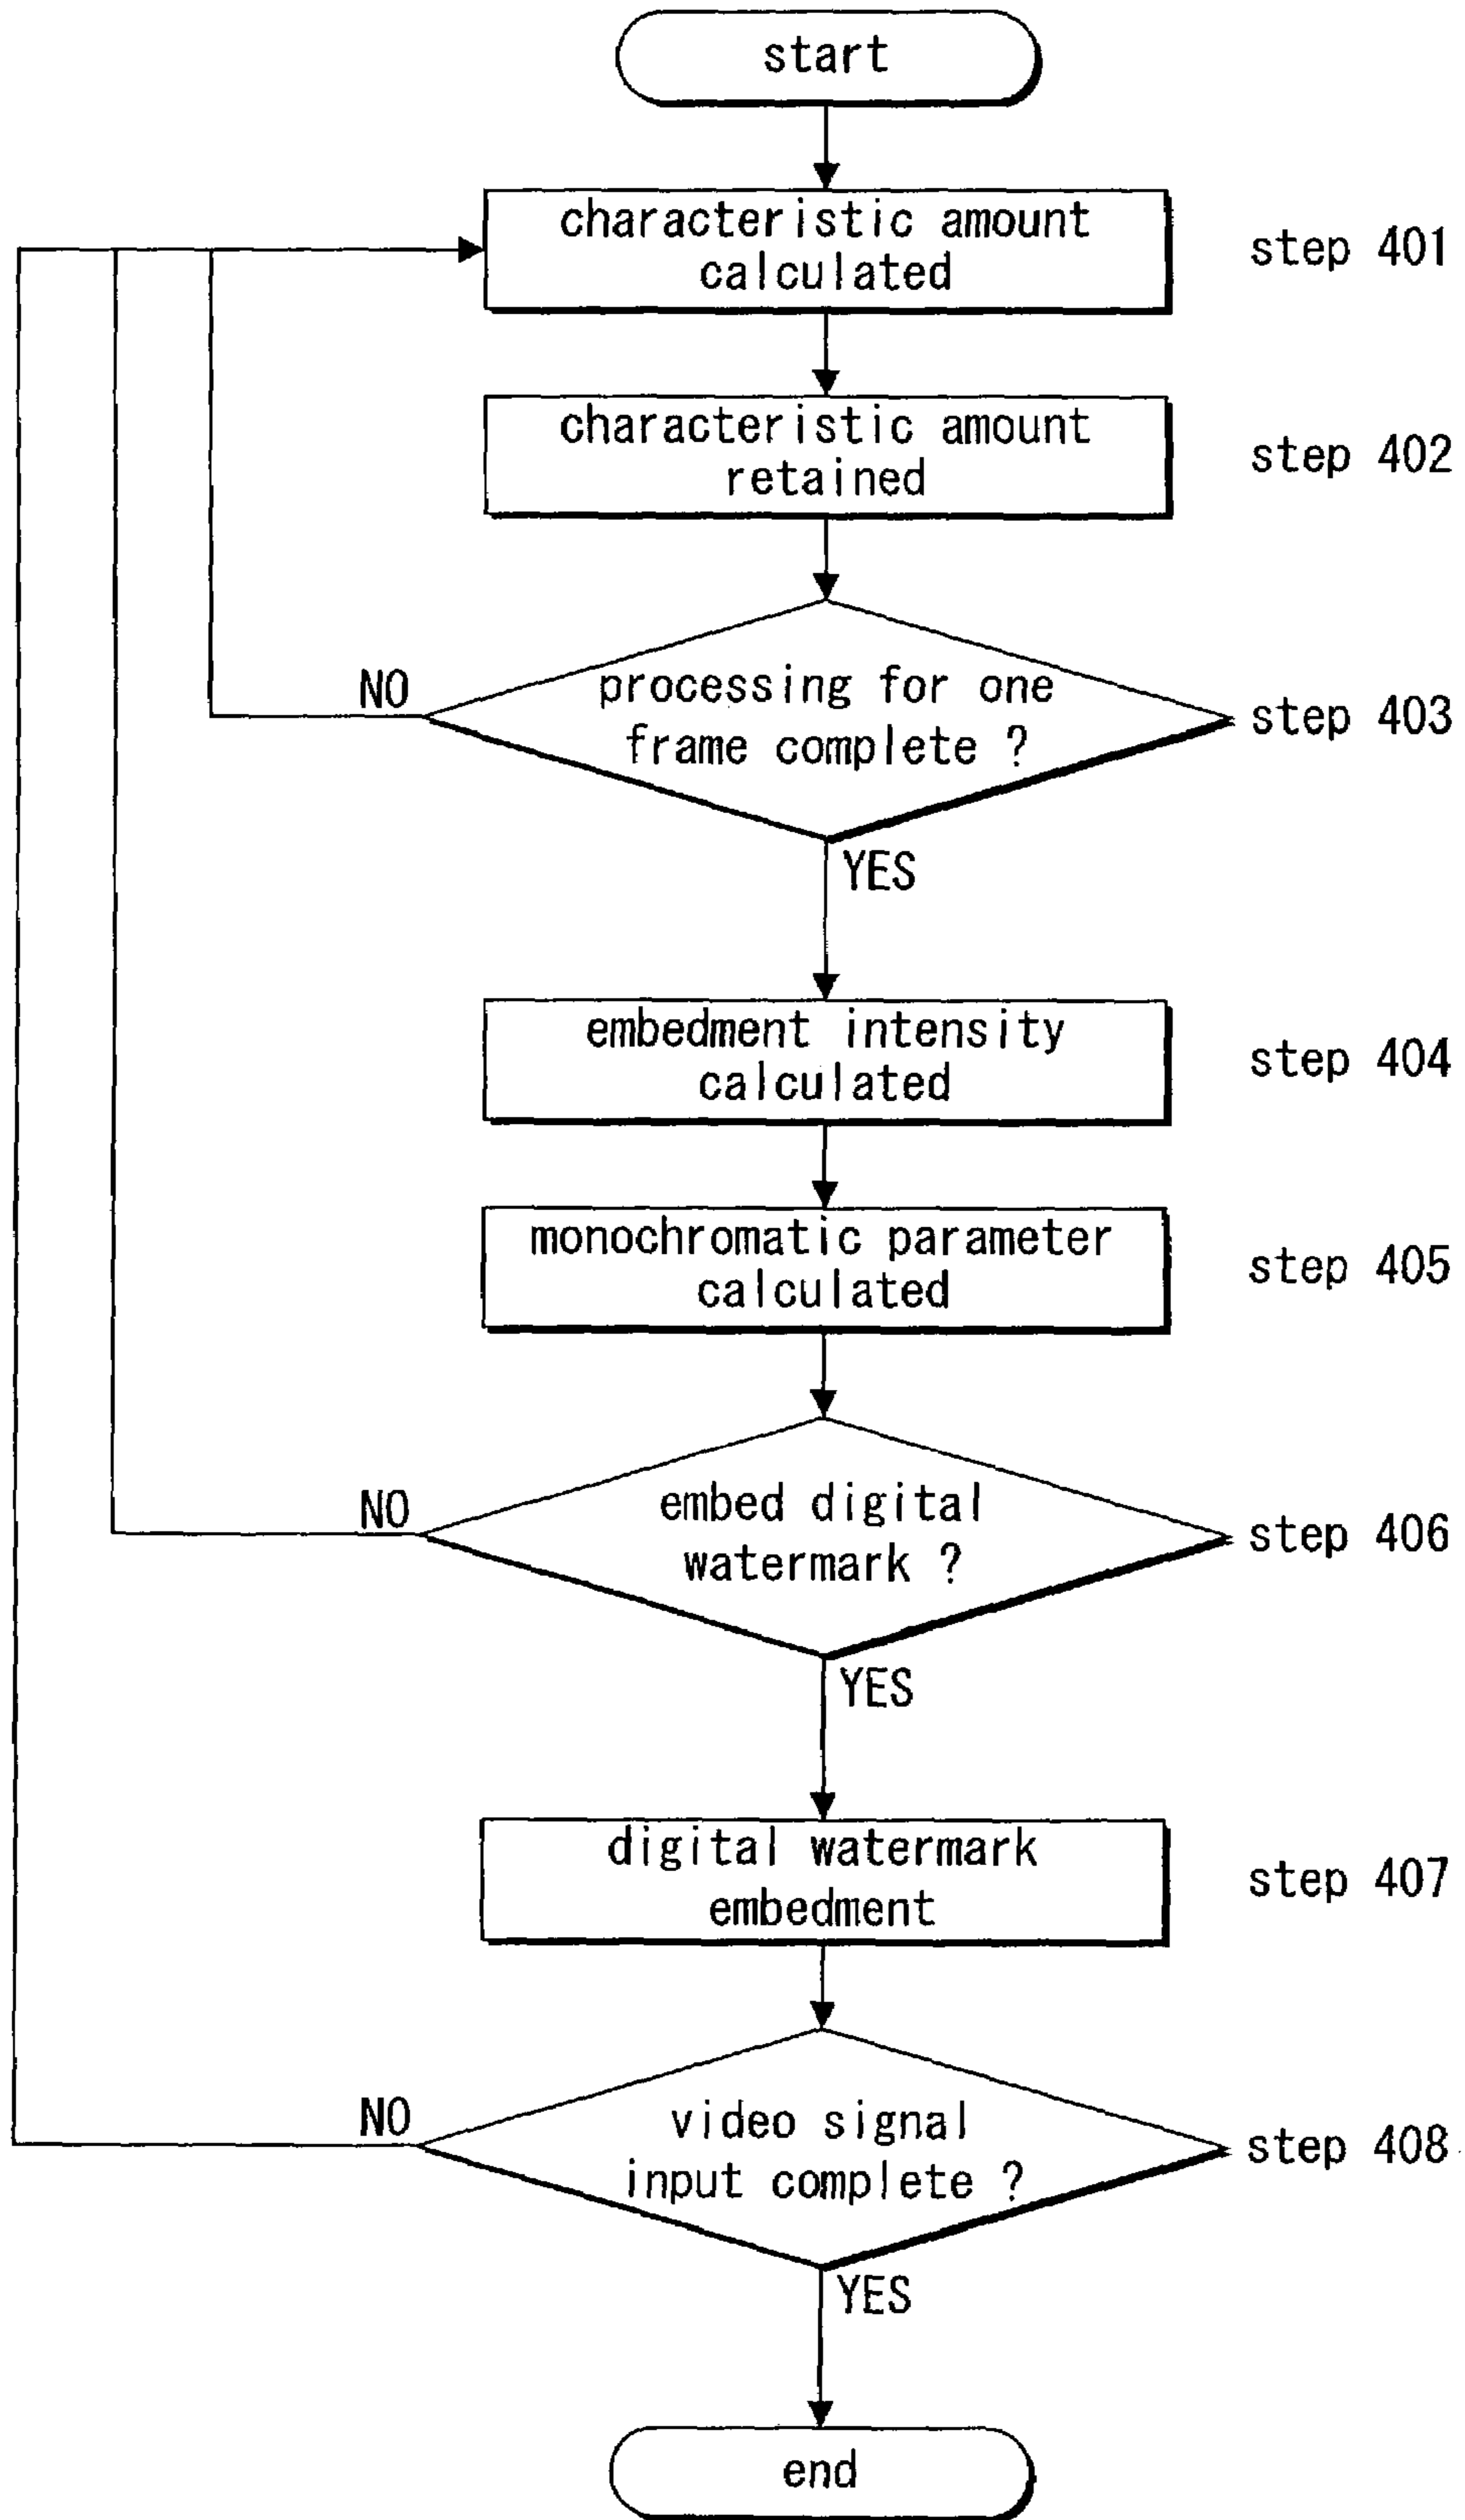 start
characteristic amount
calculated
step 401
characteristic amount
retained
step 402
NO
processing for one
frame complete ?
step 403
YES
embedment intensity
calculated
step 404
monochromatic parameter
calculated
step 405
NO
embed digital
watermark ?
step 406
YES
digital watermark
embedment
step 407
NO
video signal
input complete ?
step 408
YES
end